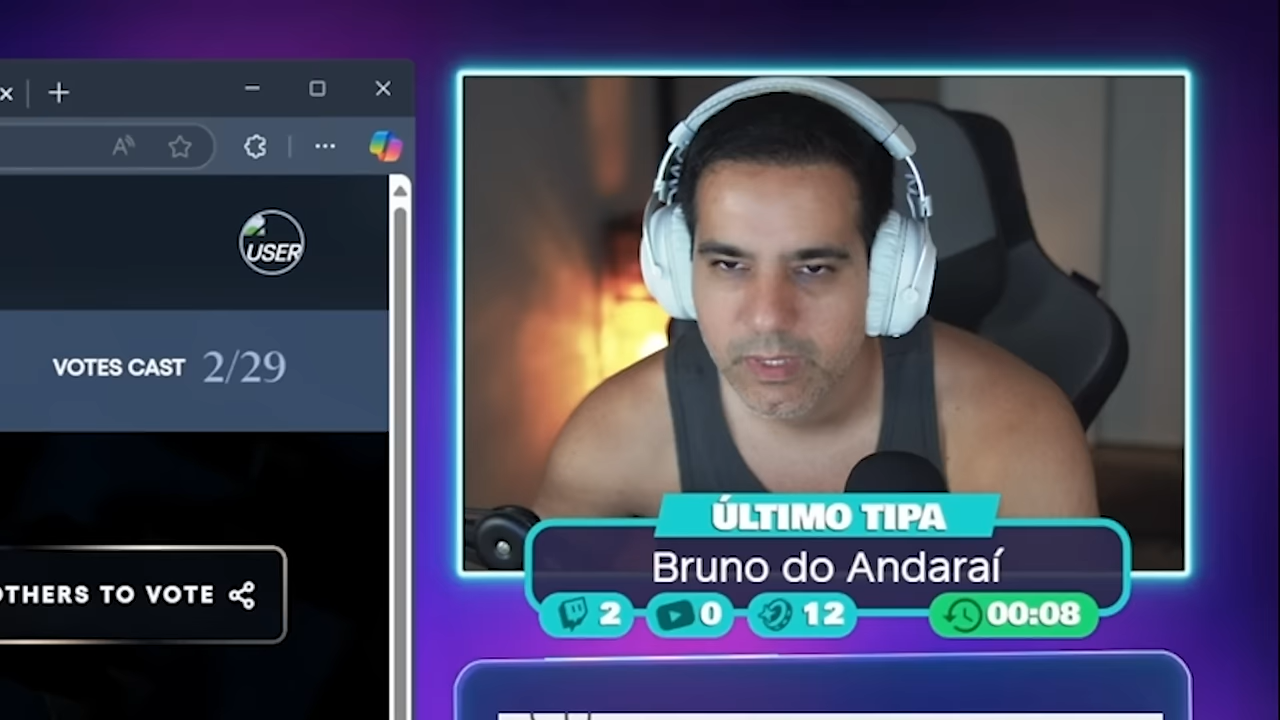 USER
VOTES CAST 2/29
OTHERS TO VOTE
ÚLTIMO TIPA
Bruno do Andaraí
2 0 12 00:08